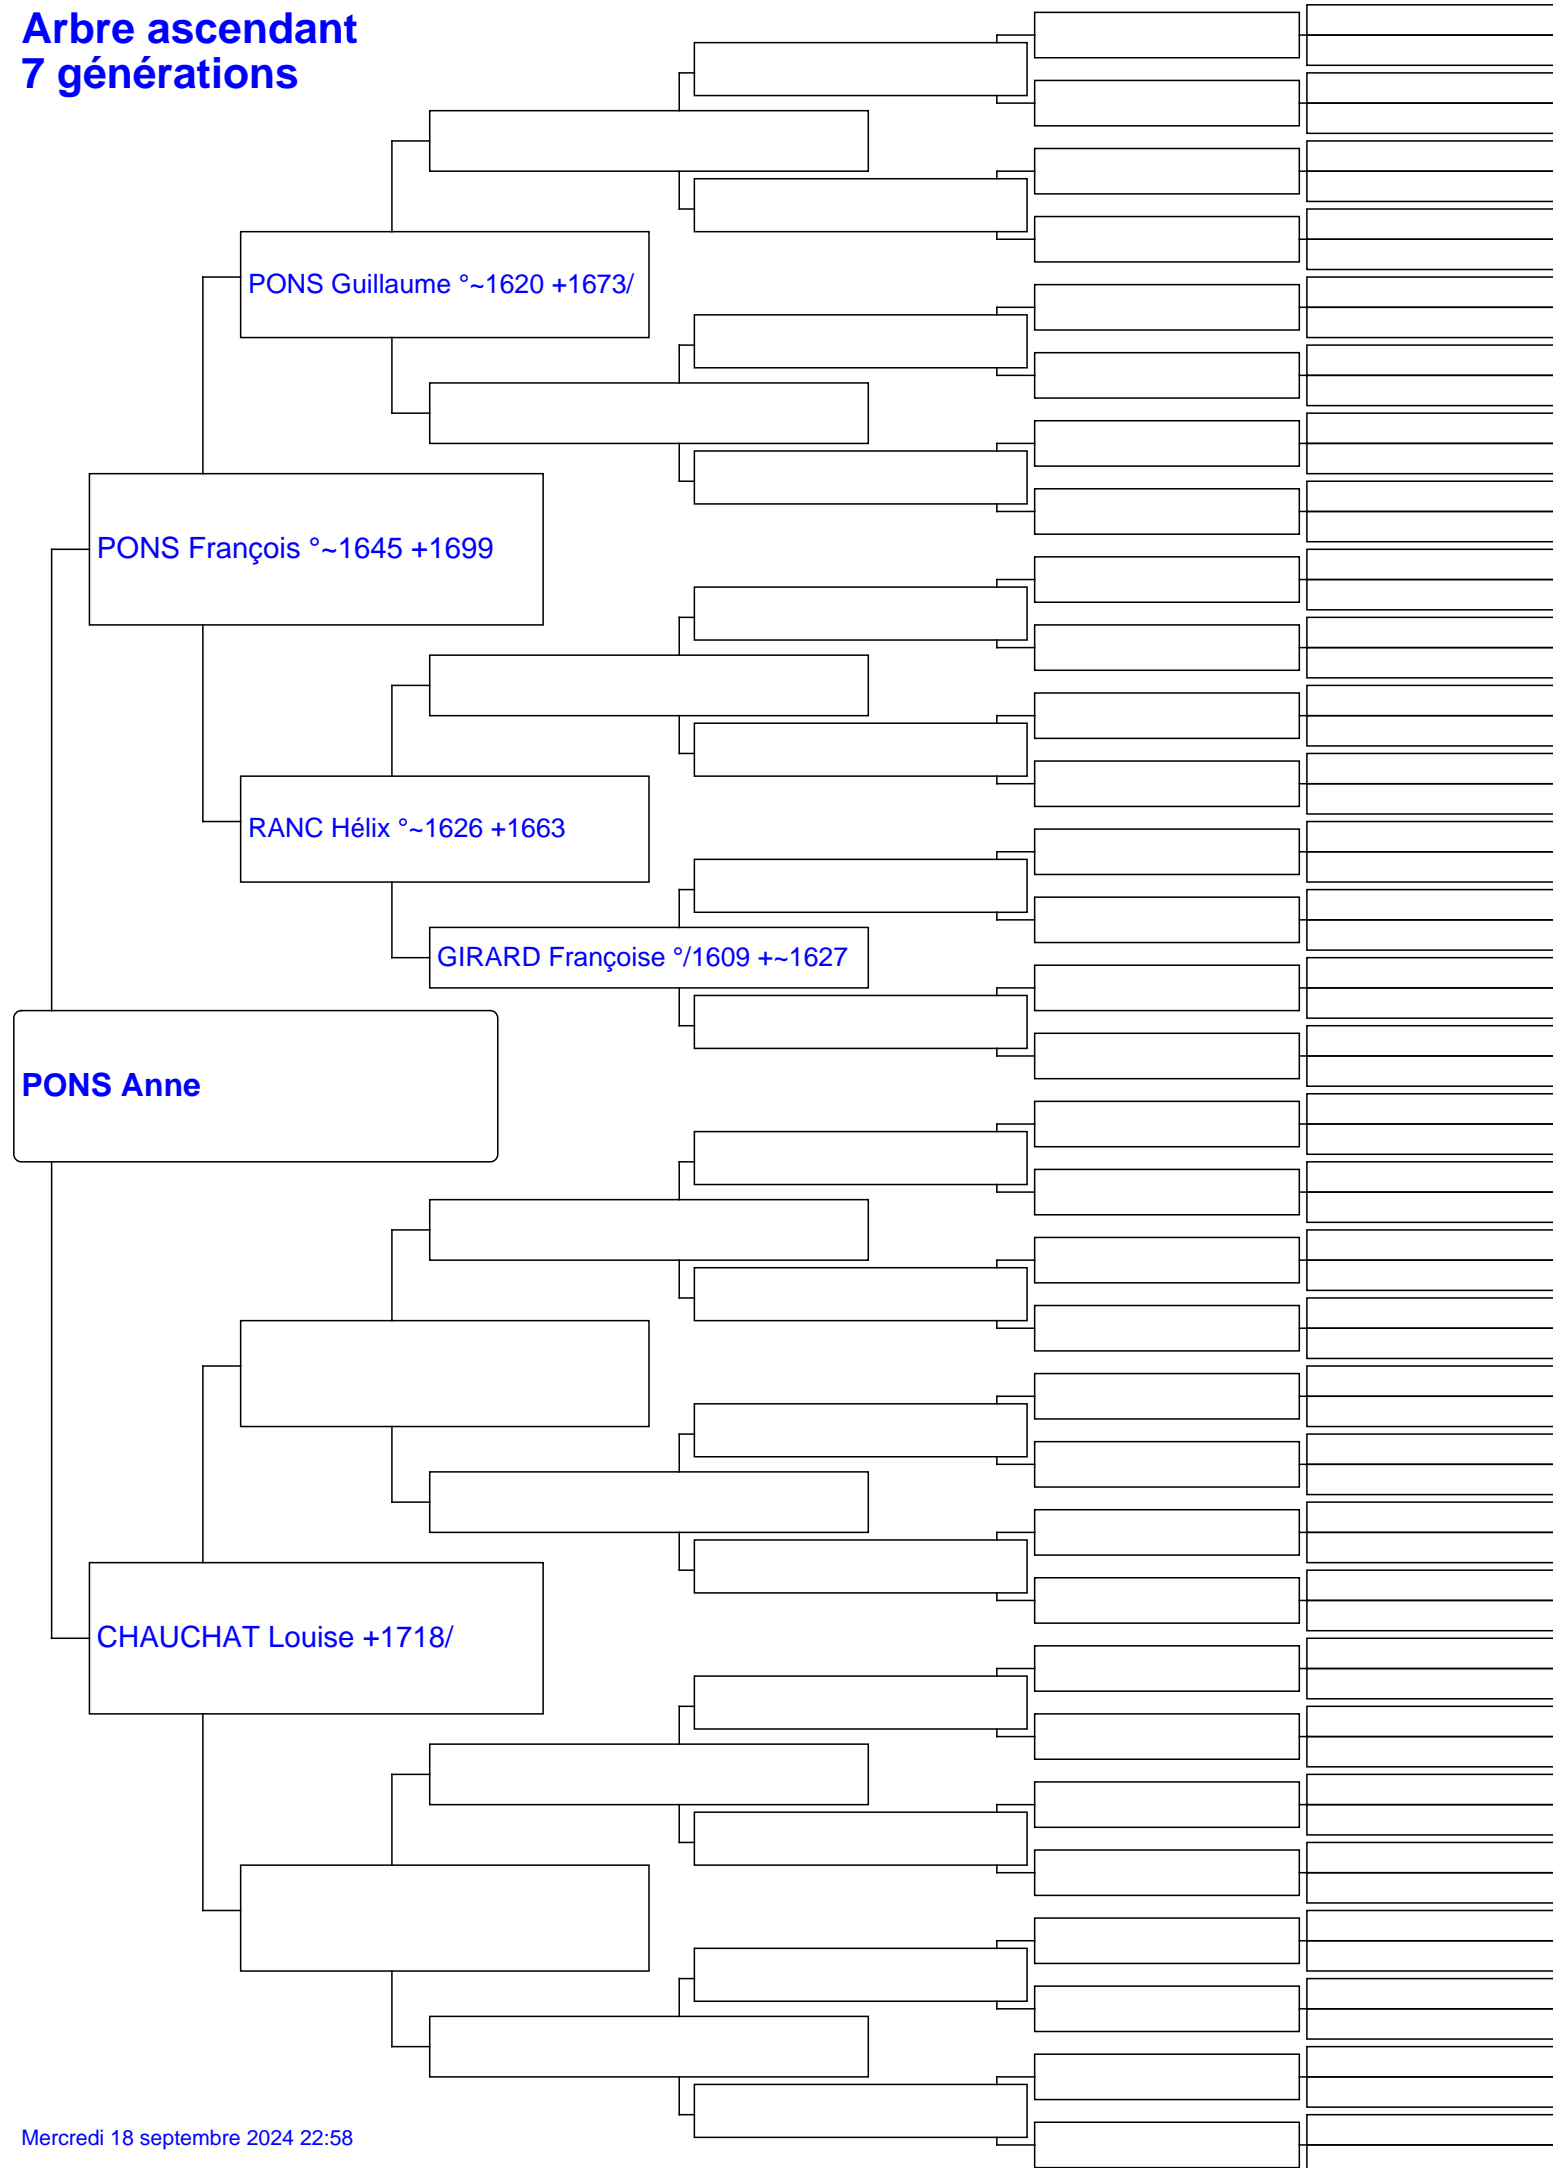 Arbre ascendant
7 générations
PONS Guillaume °~1620 +1673/
PONS François °~1645 +1699
RANC Hélix °~1626 +1663
GIRARD Françoise °/1609 +~1627
PONS Anne
CHAUCHAT Louise +1718/
Mercredi 18 septembre 2024 22:58